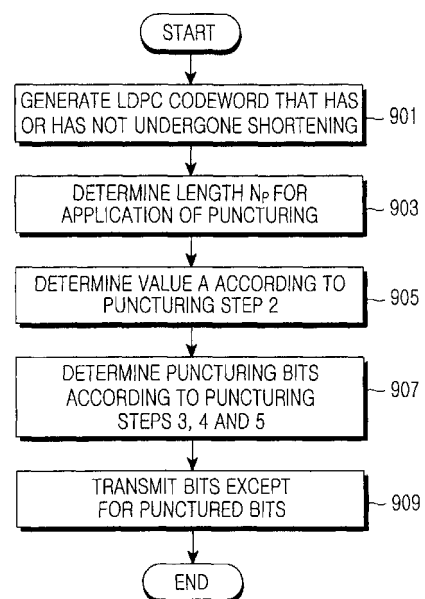 START
GENERATE LDPC CODEWORD THAT HAS
OR HAS NOT UNDERGONE SHORTENING
901
DETERMINE LENGTH NP FOR
APPLICATION OF PUNCTURING
903
DETERMINE VALUE A ACCORDING TO
PUNCTURING STEP 2
905
DETERMINE PUNCTURING BITS
ACCORDING TO PUNCTURING
STEPS 3, 4 AND 5
907
TRANSMIT BITS EXCEPT
FOR PUNCTURED BITS
909
END